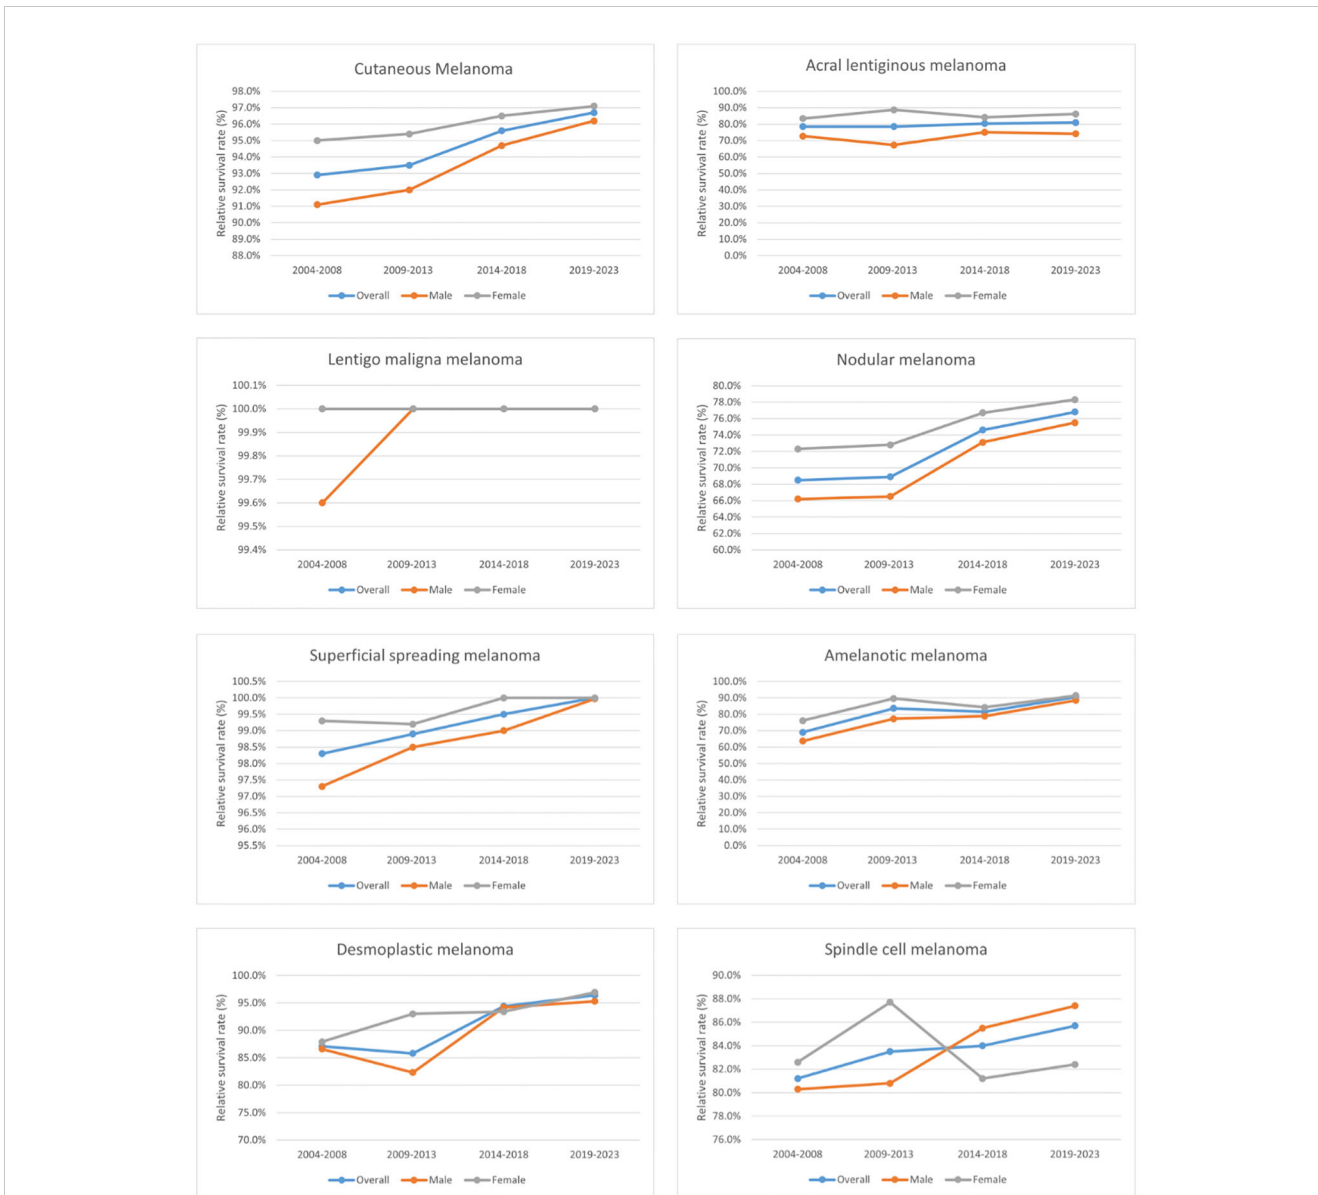 Cutaneous Melanoma
Relative survival rate (%)
98.0%
97.0%
96.0%
95.0%
94.0%
93.0%
92.0%
91.0%
90.0%
89.0%
88.0%
2004-2008 2009-2013 2014-2018 2019-2023
Overall Male Female
Acral lentiginous melanoma
Relative survival rate (%)
100.0%
90.0%
80.0%
70.0%
60.0%
50.0%
40.0%
30.0%
20.0%
10.0%
0.0%
2004-2008 2009-2013 2014-2018 2019-2023
Overall Male Female
Lentigo maligna melanoma
Relative survival rate (%)
100.1%
100.0%
99.9%
99.8%
99.7%
99.6%
99.5%
99.4%
2004-2008 2009-2013 2014-2018 2019-2023
Overall Male Female
Nodular melanoma
Relative survival rate (%)
80.0%
78.0%
76.0%
74.0%
72.0%
70.0%
68.0%
66.0%
64.0%
62.0%
60.0%
2004-2008 2009-2013 2014-2018 2019-2023
Overall Male Female
Superficial spreading melanoma
Relative survival rate (%)
100.5%
100.0%
99.5%
99.0%
98.5%
98.0%
97.5%
97.0%
96.5%
96.0%
95.5%
2004-2008 2009-2013 2014-2018 2019-2023
Overall Male Female
Amelanotic melanoma
Relative survival rate (%)
100.0%
90.0%
80.0%
70.0%
60.0%
50.0%
40.0%
30.0%
20.0%
10.0%
0.0%
2004-2008 2009-2013 2014-2018 2019-2023
Overall Male Female
Desmoplastic melanoma
Relative survival rate (%)
100.0%
95.0%
90.0%
85.0%
80.0%
75.0%
70.0%
2004-2008 2009-2013 2014-2018 2019-2023
Overall Male Female
Spindle cell melanoma
Relative survival rate (%)
90.0%
88.0%
86.0%
84.0%
82.0%
80.0%
78.0%
76.0%
2004-2008 2009-2013 2014-2018 2019-2023
Overall Male Female